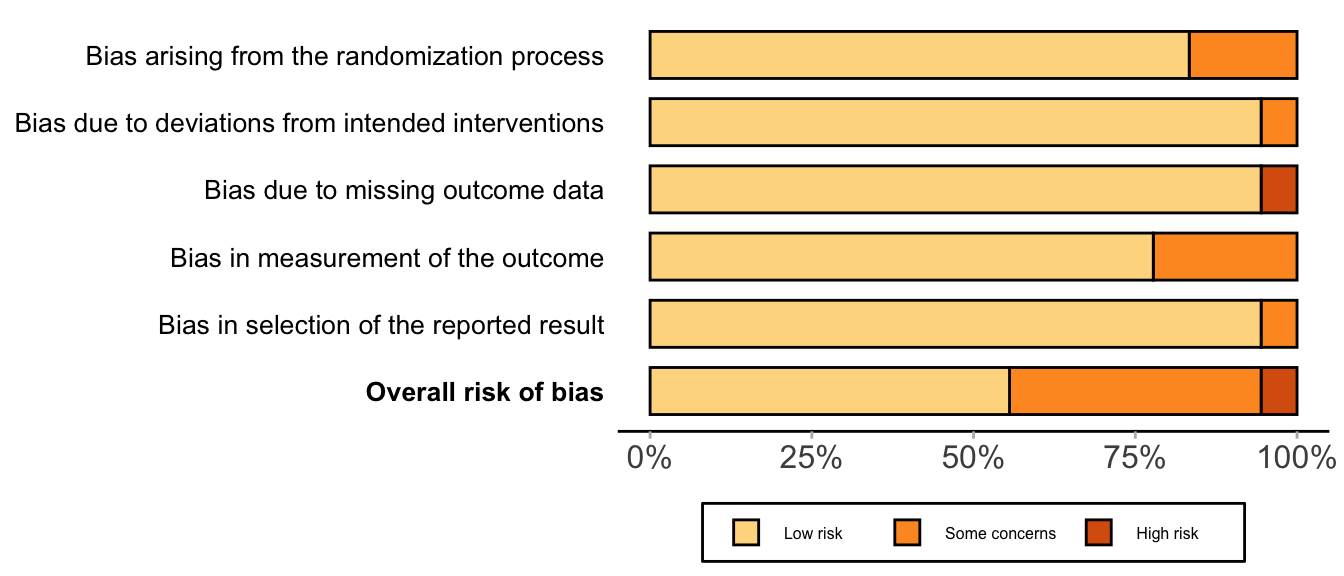 Bias arising from the randomization process
Bias due to deviations from intended interventions
Bias due to missing outcome data
Bias in measurement of the outcome
Bias in selection of the reported result
Overall risk of bias
0% 25% 50% 75% 100%
Low risk Some concerns High risk